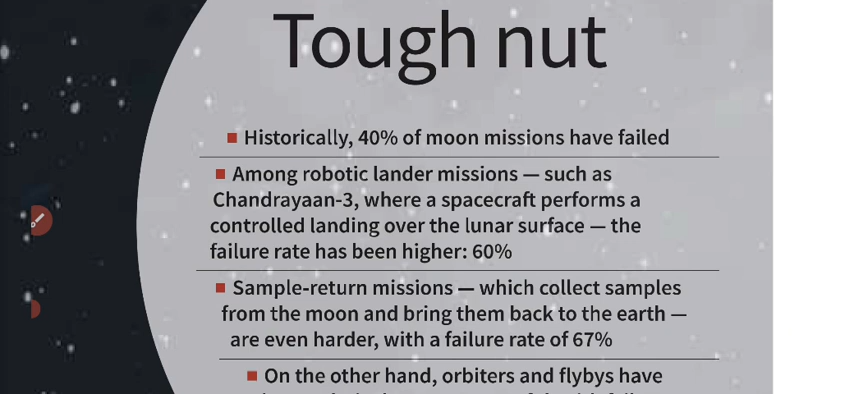 Tough nut
Historically, 40% of moon missions have failed
Among robotic lander missions — such as
Chandrayaan-3, where a spacecraft performs a
controlled landing over the lunar surface — the
failure rate has been higher: 60%
Sample-return missions — which collect samples
from the moon and bring them back to the earth —
are even harder, with a failure rate of 67%
On the other hand, orbiters and flybys have